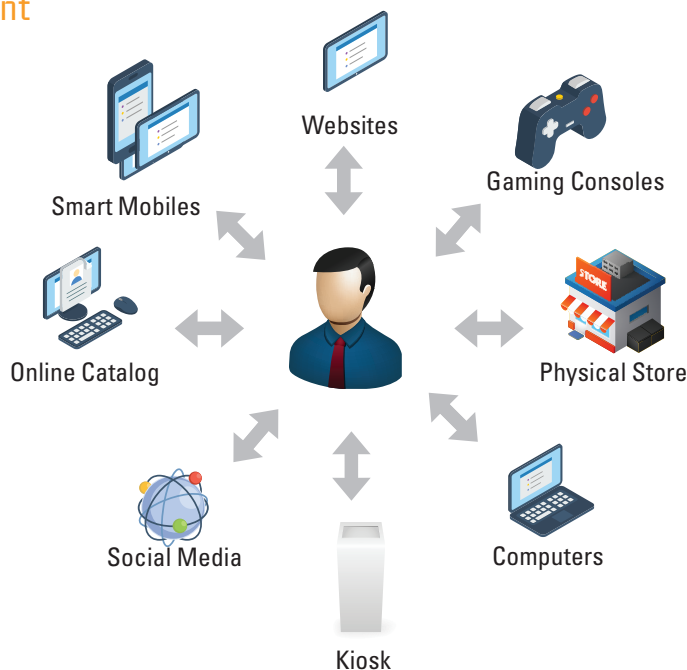 nt
Websites
Gaming Consoles
Smart Mobiles
STORE
Online Catalog
Physical Store
Social Media
Computers
Kiosk